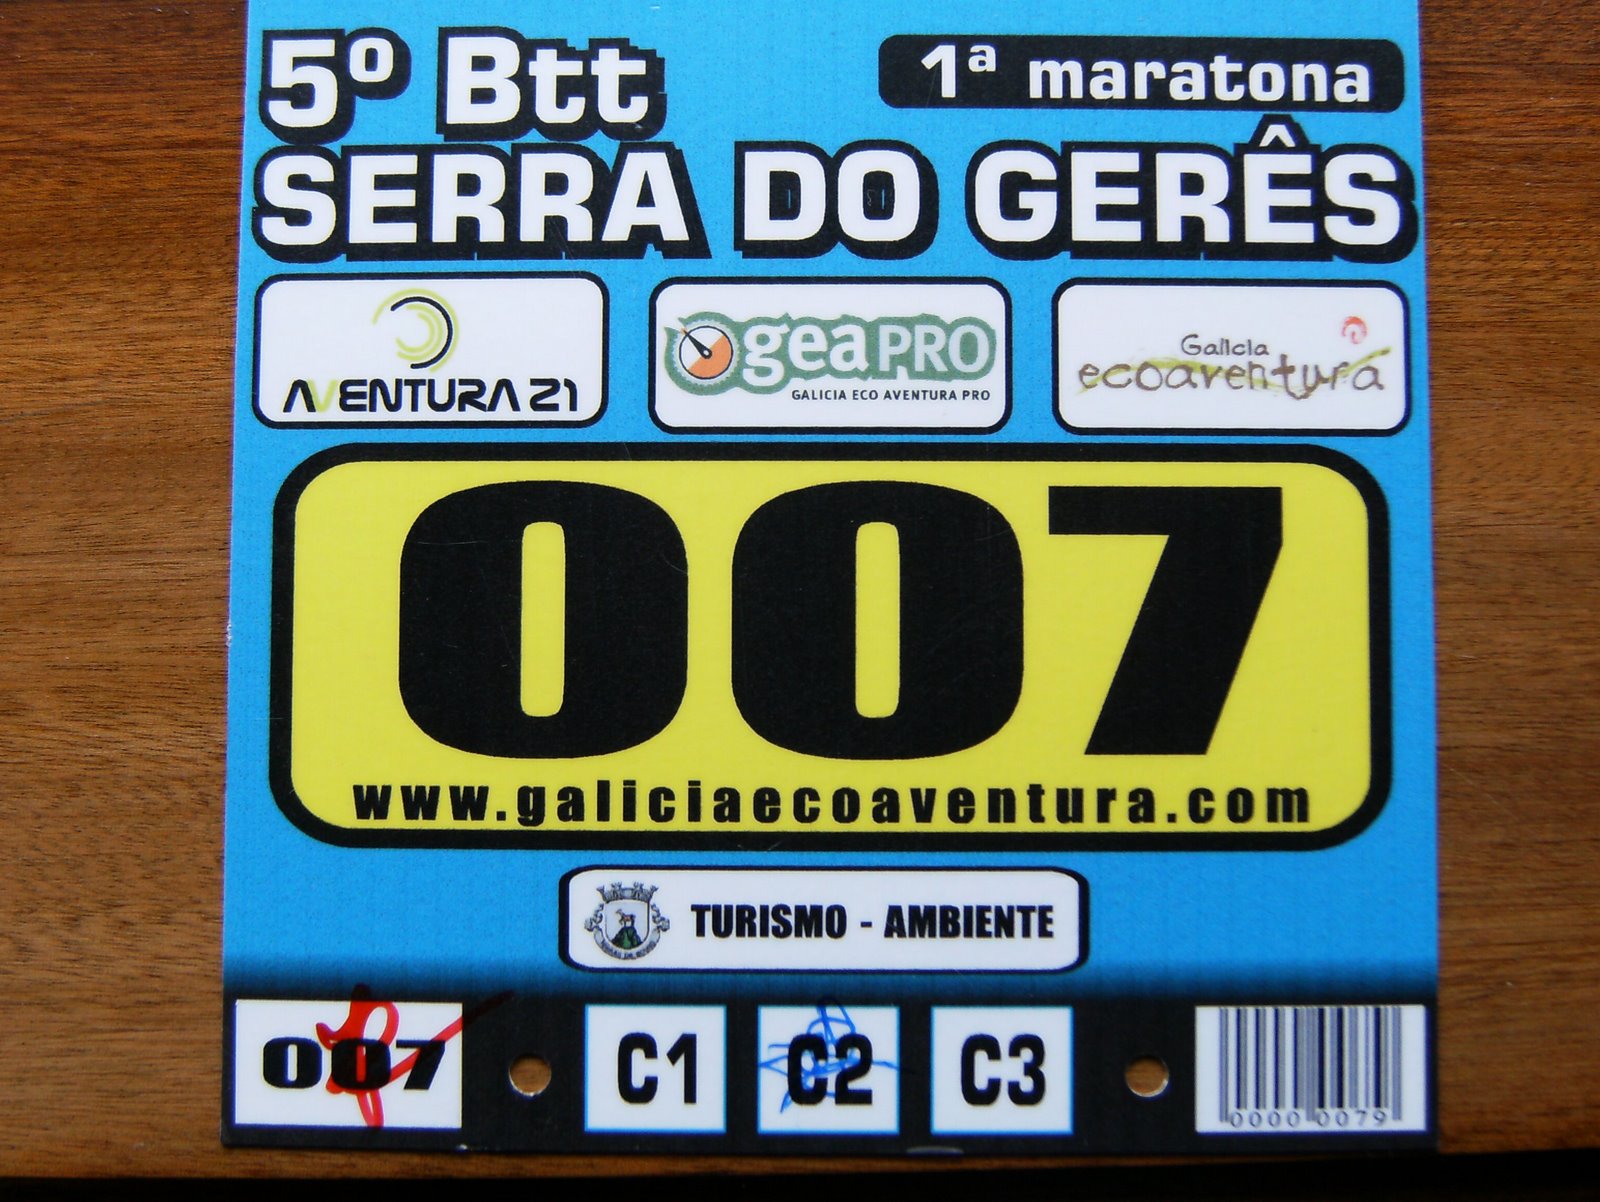 5º Btt
1ª maratona
SERRA DO GERÊS
AVENTURA 21
geaPRO
GALICIA ECO AVENTURA PRO
Galicia
ecoaventura
007
www.galiciaecoaventura.com
TURISMO - AMBIENTE
007
C1
C2
C3
0000 0079